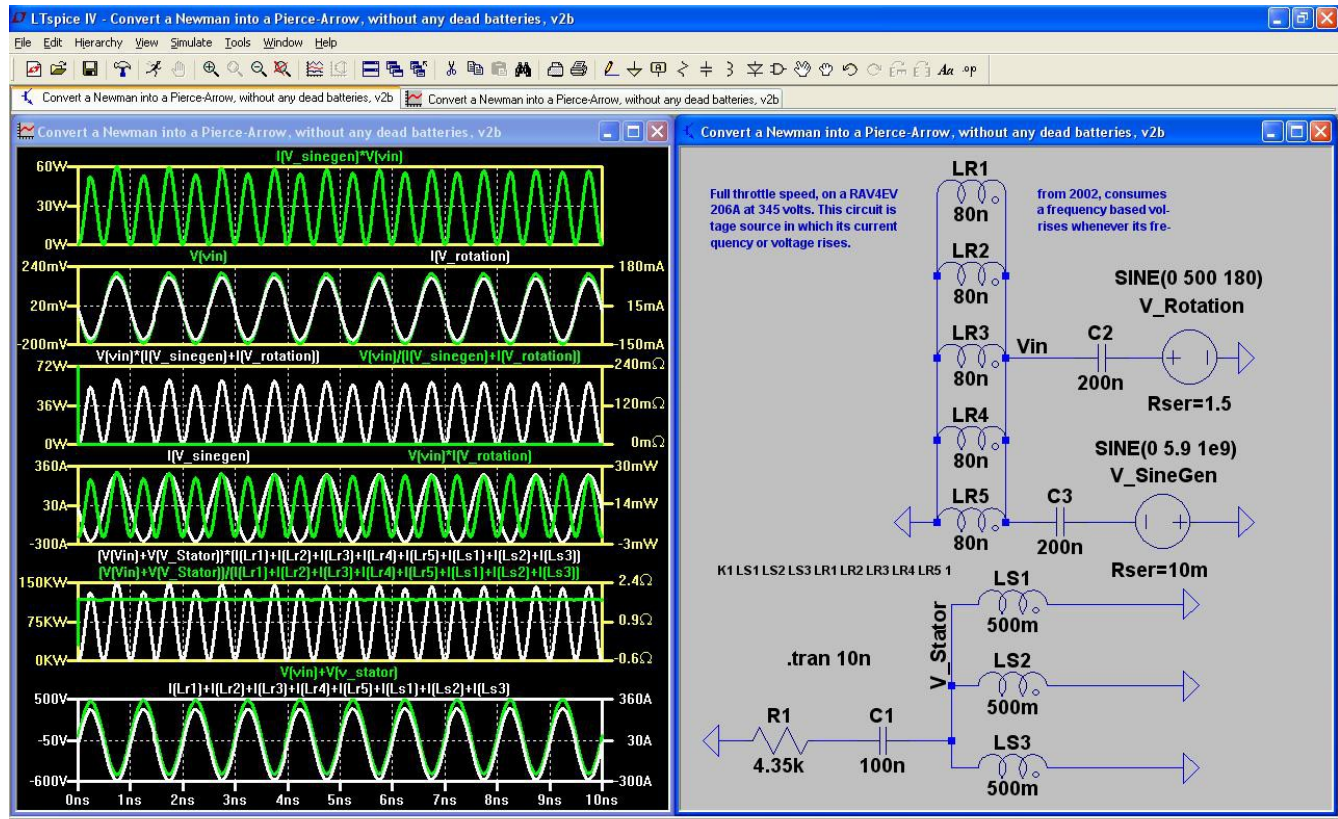 LTspice IV - Convert a Newman into a Pierce-Arrow, without any dead batteries, v2b
File Edit Hierarchy View Simulate Tools Window Help
Aa .op
Convert a Newman into a Pierce-Arrow, without any dead batteries, v2b
Convert a Newman into a Pierce-Arrow, without any dead batteries, v2b
Convert a Newman into a Pierce-Arrow, without any dead batteries, v2b
I(V_sinegen)*V(vin)
60W
30W
0W
V(vin) I(V_rotation)
240mV 180mA
20mV 15mA
-200mV -150mA
V(vin)*(I(V_sinegen)+I(V_rotation)) V(vin)/(I(V_sinegen)+I(V_rotation))
72W 240mΩ
36W 120mΩ
0W 0mΩ
I(V_sinegen) V(vin)*I(V_rotation)
360A 30mW
30A 14mW
-300A -3mW
(V(Vin)+V(V_Stator))*(I(Lr1)+I(Lr2)+I(Lr3)+I(Lr4)+I(Lr5)+I(Ls1)+I(Ls2)+I(Ls3))
(V(Vin)+V(V_Stator))/(I(Lr1)+I(Lr2)+I(Lr3)+I(Lr4)+I(Lr5)+I(Ls1)+I(Ls2)+I(Ls3))
150KW 2.4Ω
75KW 0.9Ω
0KW -0.6Ω
V(vin)+V(v_stator)
I(Lr1)+I(Lr2)+I(Lr3)+I(Lr4)+I(Lr5)+I(Ls1)+I(Ls2)+I(Ls3)
500V 360A
-50V 30A
-600V -300A
0ns 1ns 2ns 3ns 4ns 5ns 6ns 7ns 8ns 9ns 10ns
Convert a Newman into a Pierce-Arrow, without any dead batteries, v2b
Full throttle speed, on a RAV4EV from 2002, consumes
206A at 345 volts. This circuit is a frequency based vol-
tage source in which its current rises whenever its fre-
quency or voltage rises.
LR1
80n
LR2
80n
LR3
80n
LR4
80n
LR5
80n
Vin
C2
200n
SINE(0 500 180)
V_Rotation
Rser=1.5
SINE(0 5.9 1e9)
V_SineGen
C3
200n
Rser=10m
K1 LS1 LS2 LS3 LR1 LR2 LR3 LR4 LR5 1
V_Stator
LS1
500m
LS2
500m
LS3
500m
.tran 10n
R1
4.35k
C1
100n